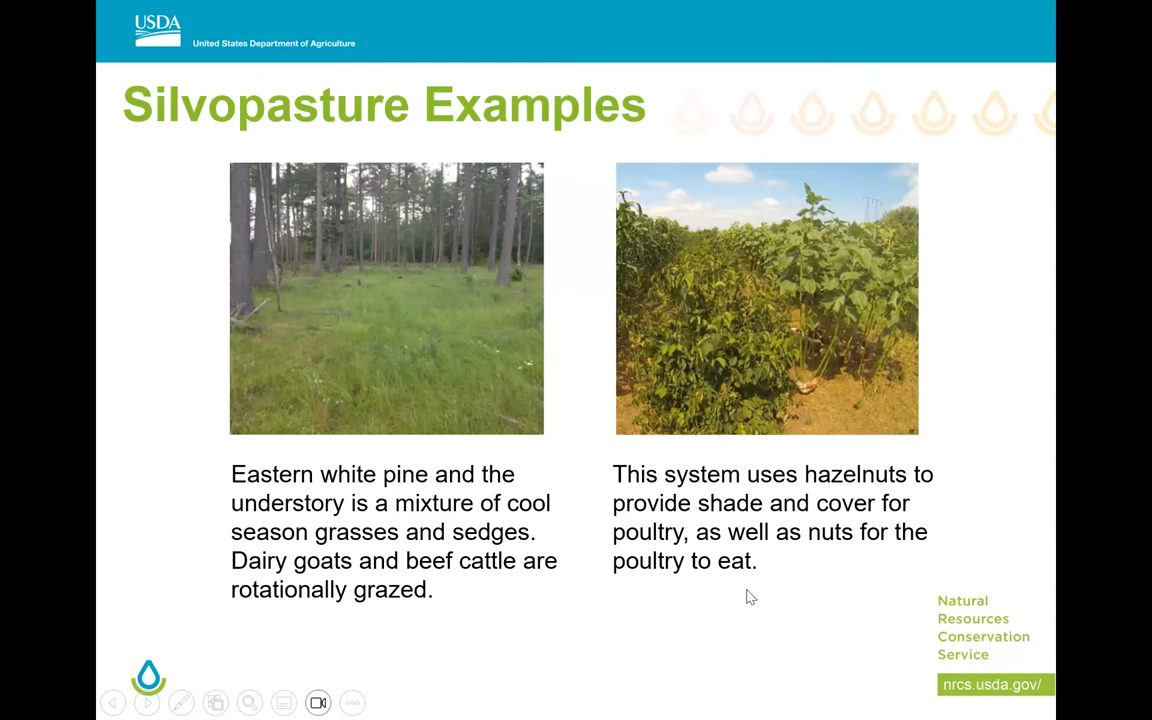 USDA
United States Department of Agriculture
Silvopasture Examples
Eastern white pine and the
understory is a mixture of cool
season grasses and sedges.
Dairy goats and beef cattle are
rotationally grazed.
This system uses hazelnuts to
provide shade and cover for
poultry, as well as nuts for the
poultry to eat.
Natural
Resources
Conservation
Service
nrcs.usda.gov/